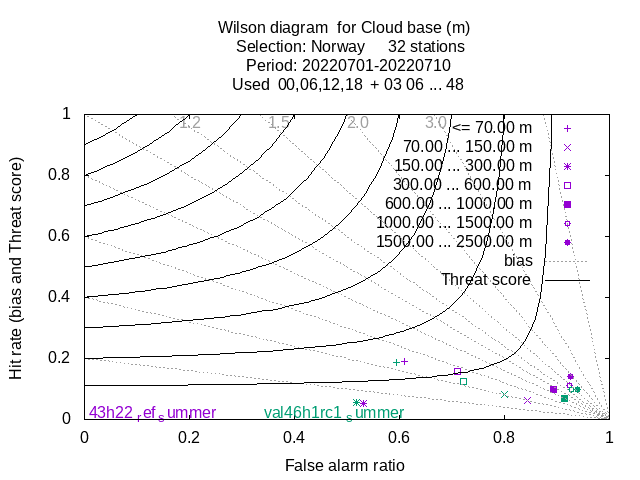 Wilson diagram for Cloud base (m)
Selection: Norway 32 stations
Period: 20220701-20220710
Used 00,06,12,18 + 03 06 ... 48
Hit rate (bias and Threat score)
1
0.8
0.6
0.4
0.2
0
1.2 1.5 2.0 3.0
<= 70.00 m
70.00 ... 150.00 m
150.00 ... 300.00 m
300.00 ... 600.00 m
600.00 ... 1000.00 m
1000.00 ... 1500.00 m
1500.00 ... 2500.00 m
bias
Threat score
43h22_ref_summer val46h1rc1_summer
0 0.2 0.4 0.6 0.8 1
False alarm ratio